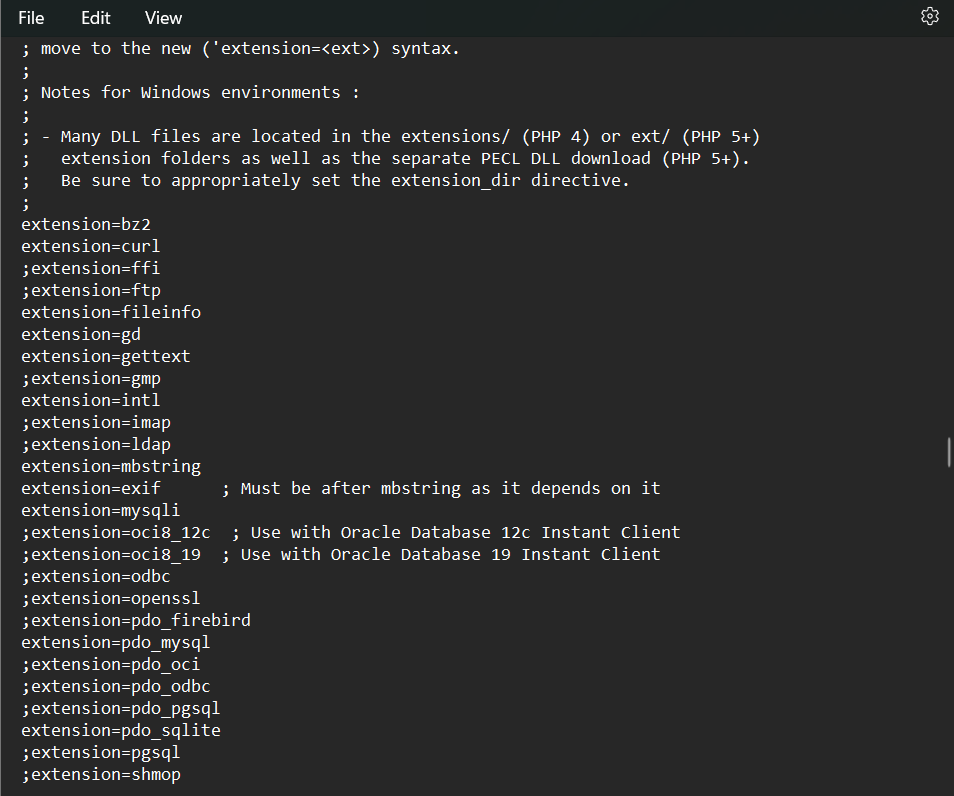 File Edit View
; move to the new ('extension=<ext>) syntax.
;
; Notes for Windows environments :
;
; - Many DLL files are located in the extensions/ (PHP 4) or ext/ (PHP 5+)
;   extension folders as well as the separate PECL DLL download (PHP 5+).
;   Be sure to appropriately set the extension_dir directive.
;
extension=bz2
extension=curl
;extension=ffi
;extension=ftp
extension=fileinfo
extension=gd
extension=gettext
;extension=gmp
extension=intl
;extension=imap
;extension=ldap
extension=mbstring
extension=exif      ; Must be after mbstring as it depends on it
extension=mysqli
;extension=oci8_12c  ; Use with Oracle Database 12c Instant Client
;extension=oci8_19  ; Use with Oracle Database 19 Instant Client
;extension=odbc
;extension=openssl
;extension=pdo_firebird
extension=pdo_mysql
;extension=pdo_oci
;extension=pdo_odbc
;extension=pdo_pgsql
extension=pdo_sqlite
;extension=pgsql
;extension=shmop